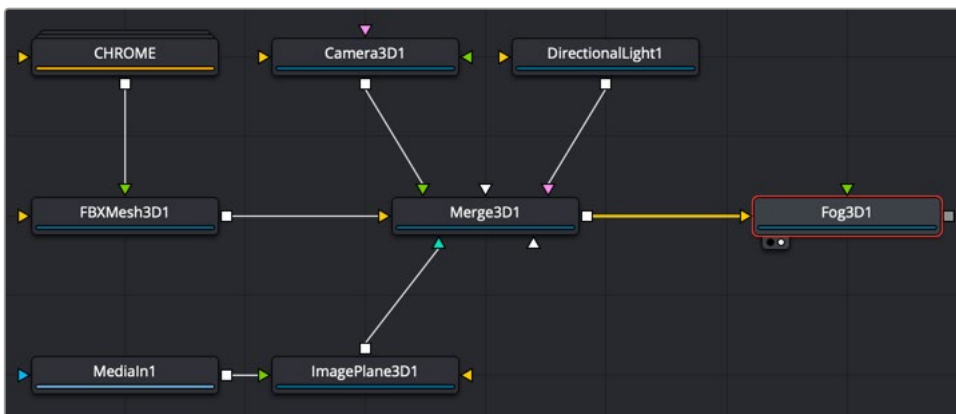 CHROME
Camera3D1
DirectionalLight1
FBXMesh3D1
Merge3D1
Fog3D1
MediaIn1
ImagePlane3D1